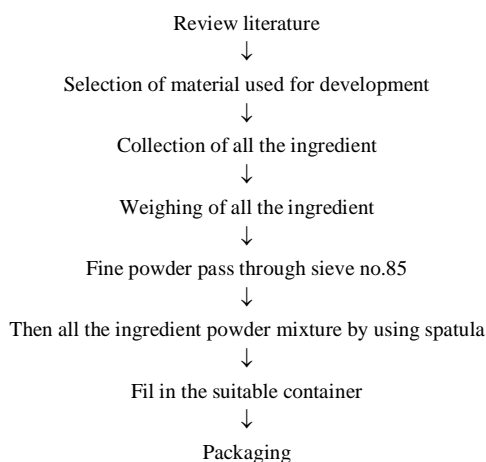 Review literature
↓
Selection of material used for development
↓
Collection of all the ingredient
↓
Weighing of all the ingredient
↓
Fine powder pass through sieve no.85
↓
Then all the ingredient powder mixture by using spatula
↓
Fil in the suitable container
↓
Packaging